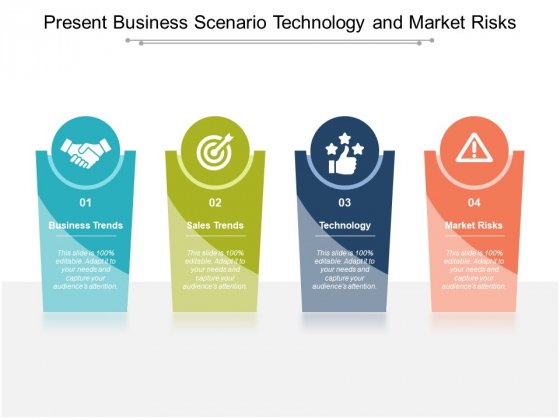 Present Business Scenario Technology and Market Risks
01
Business Trends
This slide is 100%
editable. Adapt it to
your needs and
capture your
audience's attention.
02
Sales Trends
This slide is 100%
editable. Adapt it to
your needs and
capture your
audience's attention.
03
Technology
This slide is 100%
editable. Adapt it to
your needs and
capture your
audience's attention.
04
Market Risks
This slide is 100%
editable. Adapt it to
your needs and
capture your
audience's attention.